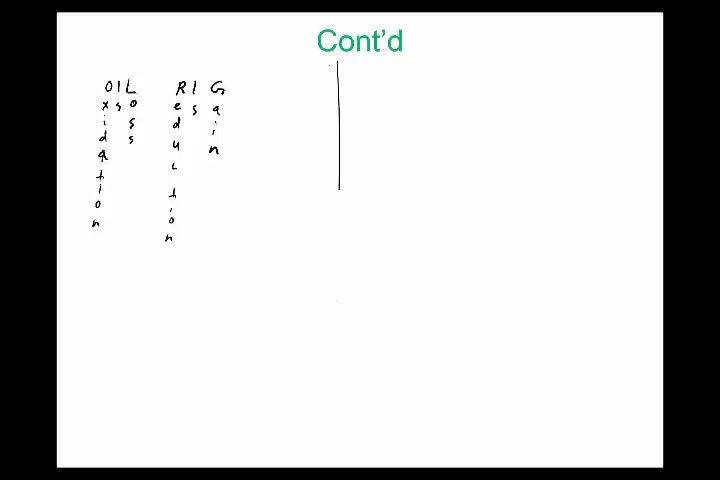 Cont'd
OIL RIG
Oxidation
Is
Loss
Reduction
Is
Gain